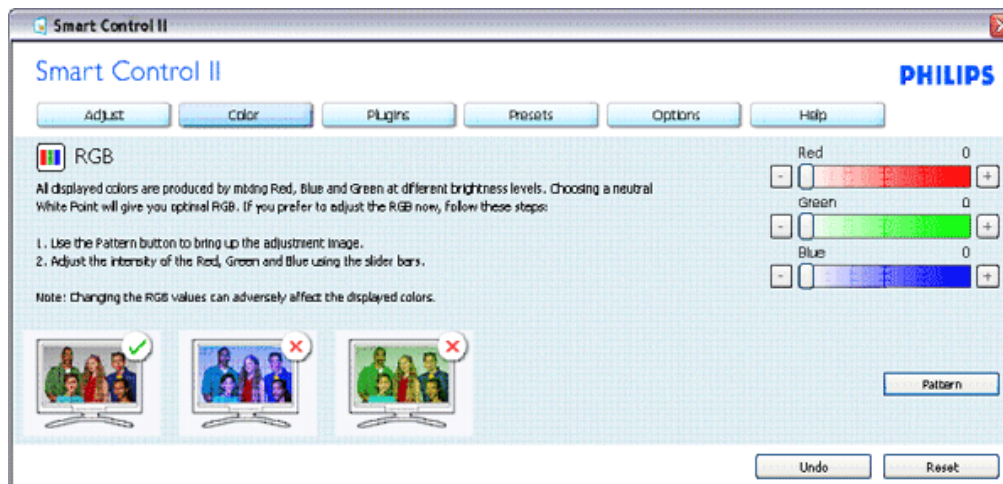 Smart Control II
Smart Control II
PHILIPS
Adjust
Color
Plugins
Presets
Options
Help
RGB
All displayed colors are produced by mixing Red, Blue and Green at different brightness levels. Choosing a neutral
White Point will give you optimal RGB. If you prefer to adjust the RGB now, follow these steps:
1. Use the Pattern button to bring up the adjustment image.
2. Adjust the intensity of the Red, Green and Blue using the slider bars.
Note: Changing the RGB values can adversely affect the displayed colors.
Red 0
- +
Green 0
- +
Blue 0
- +
Pattern
Undo
Reset